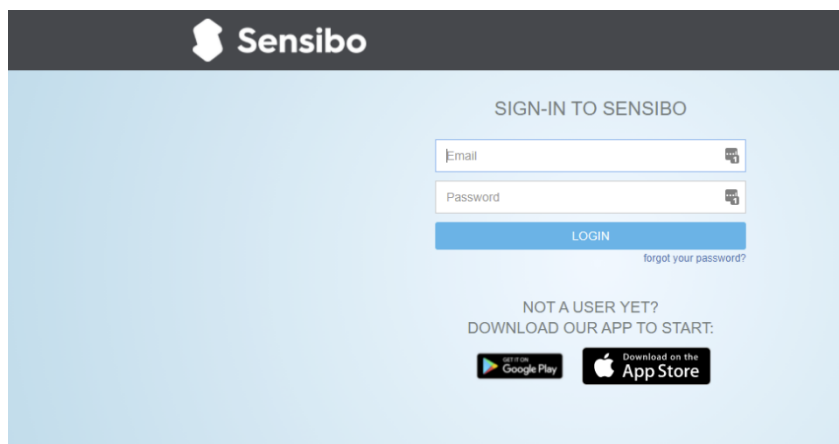 Sensibo
SIGN-IN TO SENSIBO
Email
Password
LOGIN
forgot your password?
NOT A USER YET?
DOWNLOAD OUR APP TO START:
GET IT ON
Google Play
Download on the
App Store